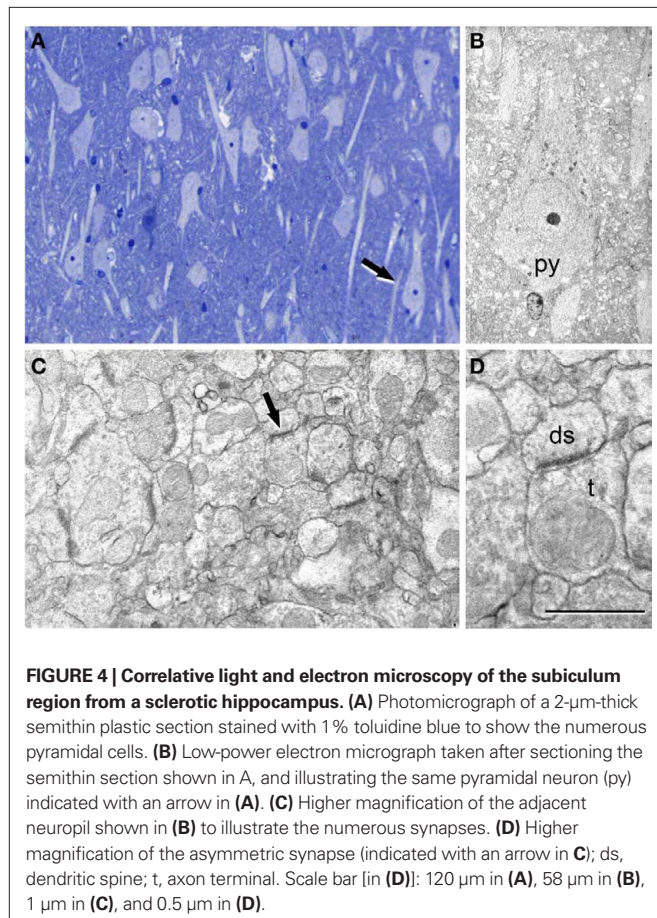 A
B
py
C
D
ds
t
FIGURE 4 | Correlative light and electron microscopy of the subiculum
region from a sclerotic hippocampus. (A) Photomicrograph of a 2-μm-thick
semithin plastic section stained with 1% toluidine blue to show the numerous
pyramidal cells. (B) Low-power electron micrograph taken after sectioning the
semithin section shown in A, and illustrating the same pyramidal neuron (py)
indicated with an arrow in (A). (C) Higher magnification of the adjacent
neuropil shown in (B) to illustrate the numerous synapses. (D) Higher
magnification of the asymmetric synapse (indicated with an arrow in C); ds,
dendritic spine; t, axon terminal. Scale bar [in (D)]: 120 μm in (A), 58 μm in (B),
1 μm in (C), and 0.5 μm in (D).